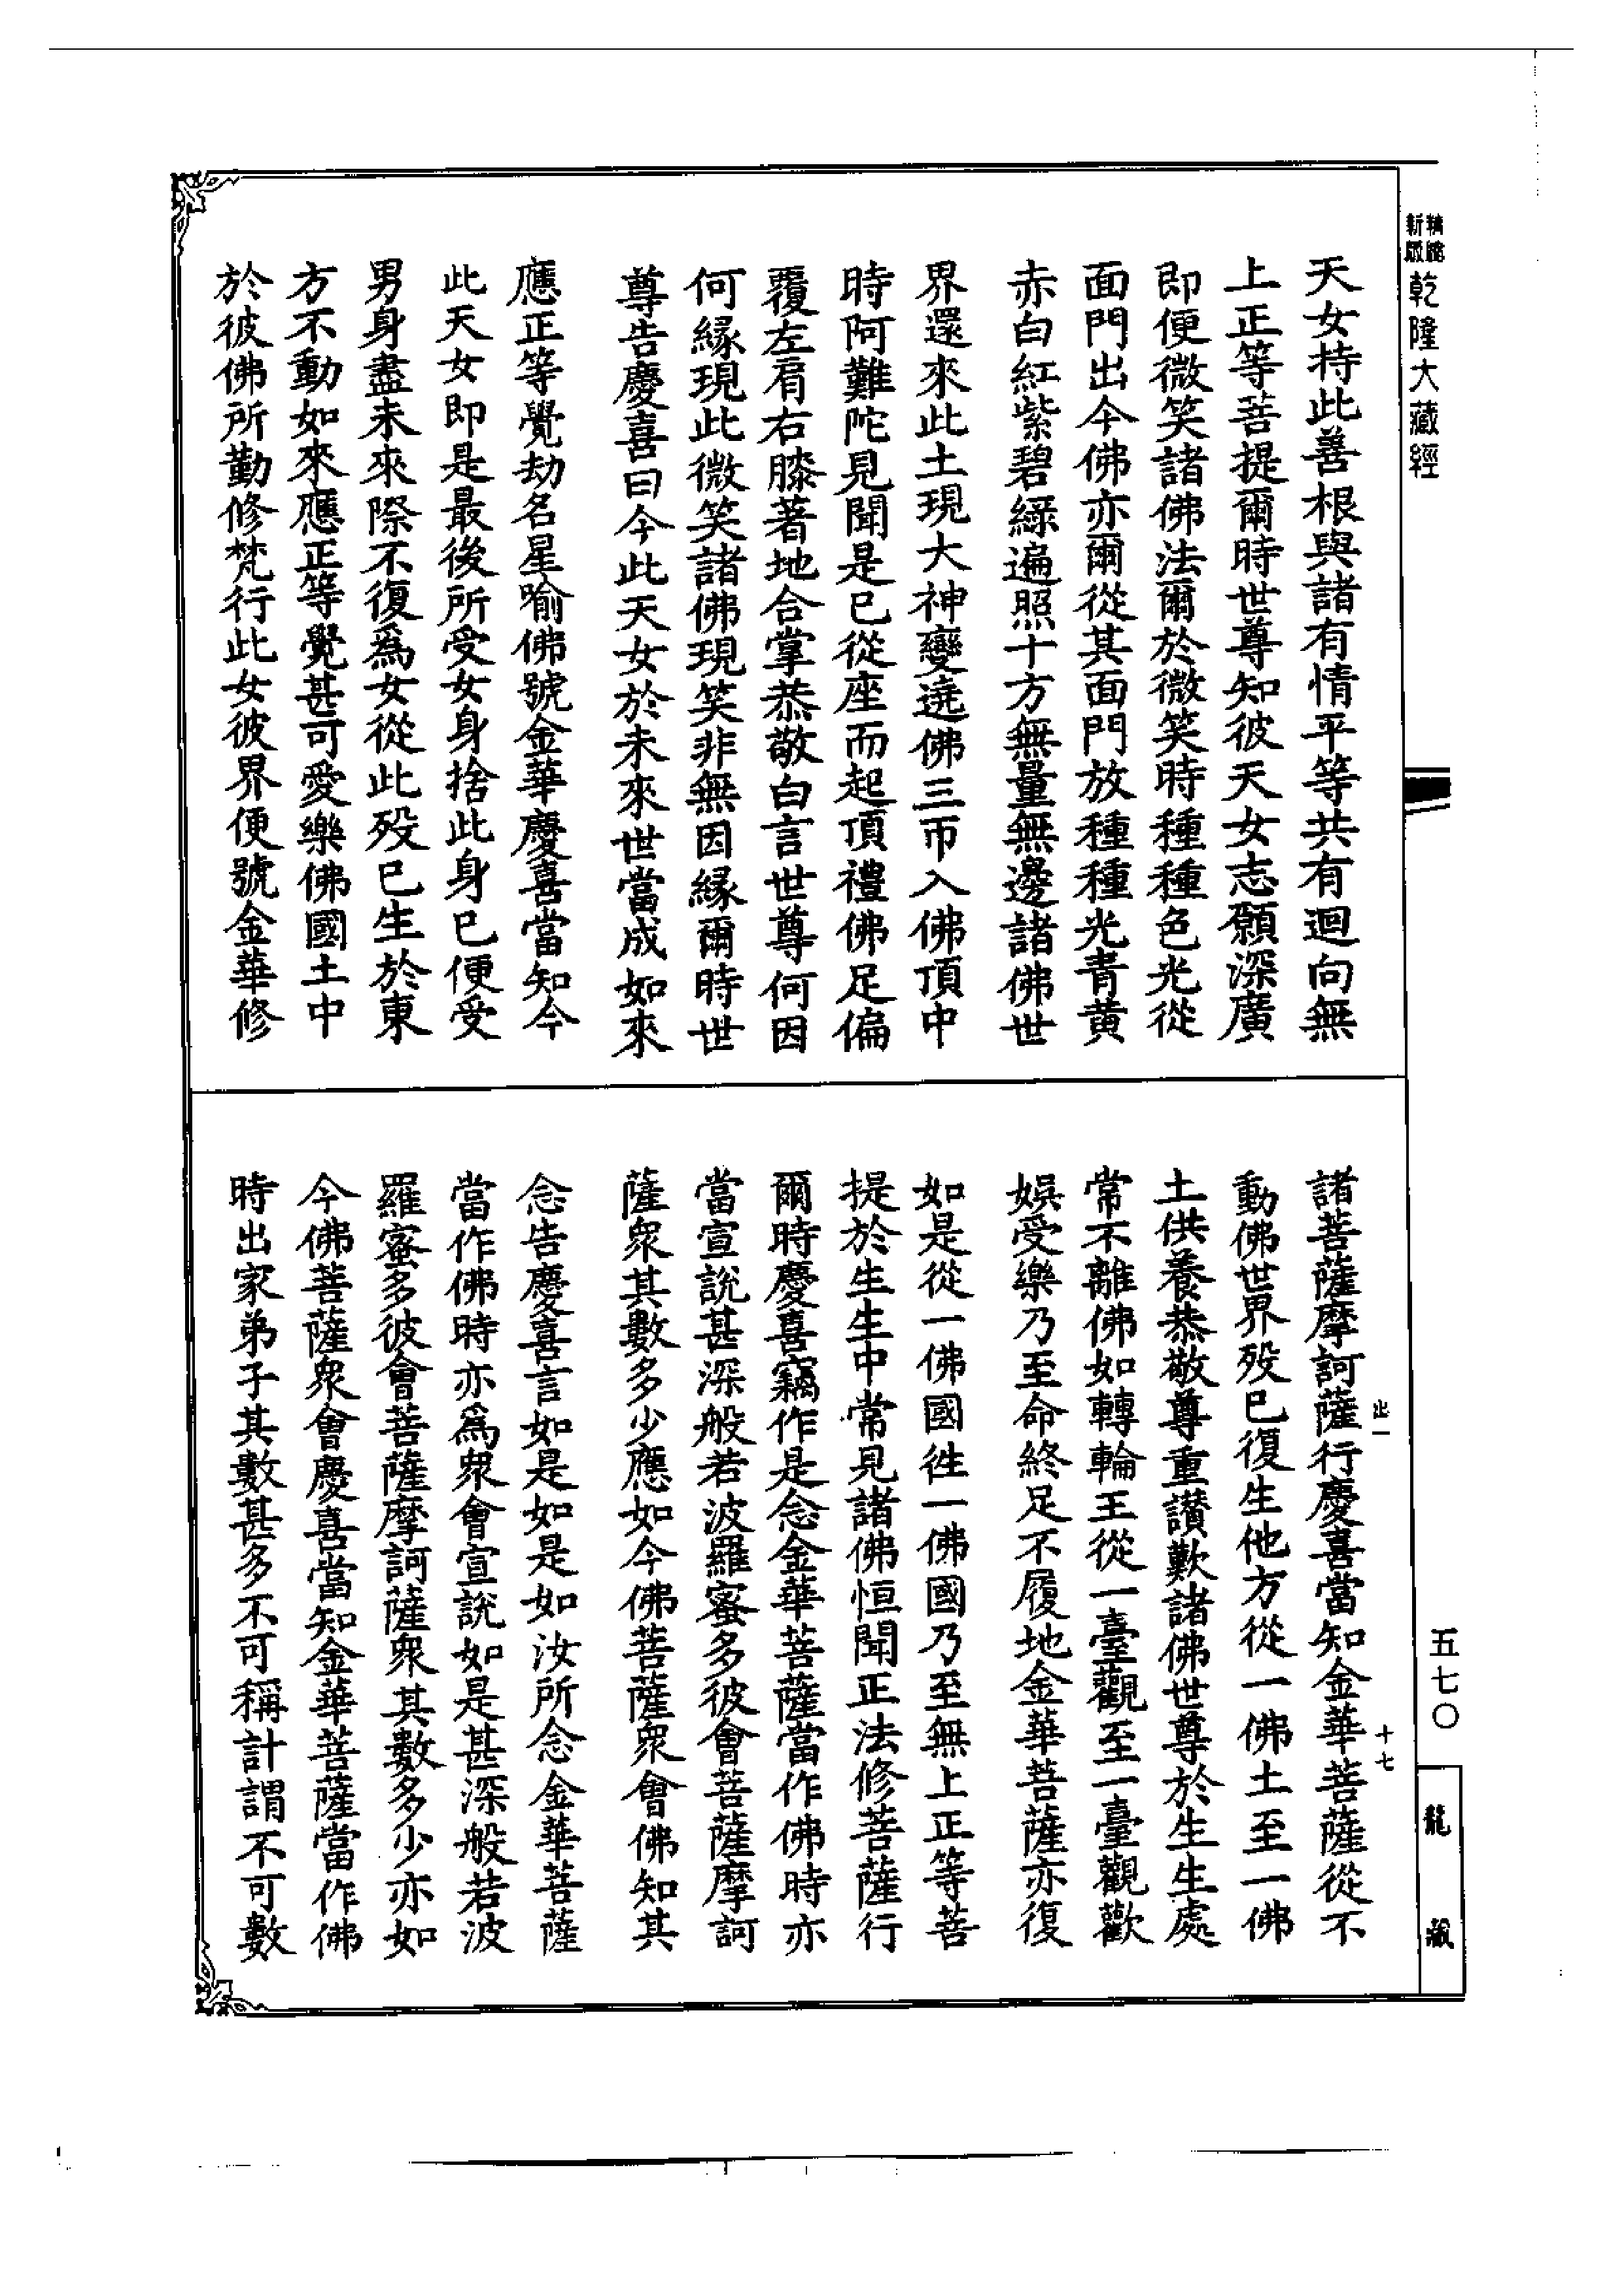 新版精縮乾隆大藏經
天女持此善根與諸有情平等共有迴向無
上正等菩提爾時世尊知彼天女志願深廣
即便微笑諸佛法爾於微笑時種種色光從
面門出今佛亦爾從其面門放種種光青黃
赤白紅紫碧綠遍照十方無量無邊諸佛世
界還來此土現大神變遶佛三帀入佛頂中
時阿難陀見聞是已從座而起頂禮佛足偏
覆左肩右膝著地合掌恭敬白言世尊何因
何緣現此微笑諸佛現笑非無因緣爾時世
尊告慶喜曰今此天女於未來世當成如來
應正等覺劫名星喻佛號金華慶喜當知今
此天女即是最後所受女身捨此身已便受
男身盡未來際不復爲女從此歿已生於東
方不動如來應正等覺甚可愛樂佛國土中
於彼佛所勤修梵行此女彼界便號金華修
諸菩薩摩訶薩行慶喜當知金華菩薩從不
動佛世界歿已復生他方從一佛土至一佛
土供養恭敬尊重讚歎諸佛世尊於生生處
常不離佛如轉輪王從一臺觀至一臺觀歡
娛受樂乃至命終足不履地金華菩薩亦復
如是從一佛國徃一佛國乃至無上正等菩
提於生生中常見諸佛恒聞正法修菩薩行
爾時慶喜竊作是念金華菩薩當作佛時亦
當宣說甚深般若波羅蜜多彼會菩薩摩訶
薩衆其數多少應如今佛菩薩衆會佛知其
念告慶喜言如是如是如汝所念金華菩薩
當作佛時亦爲衆會宣說如是甚深般若波
羅蜜多彼會菩薩摩訶薩衆其數多少亦如
今佛菩薩衆會慶喜當知金華菩薩當作佛
時出家弟子其數甚多不可稱計謂不可數
出一
十七
五七〇
龍藏